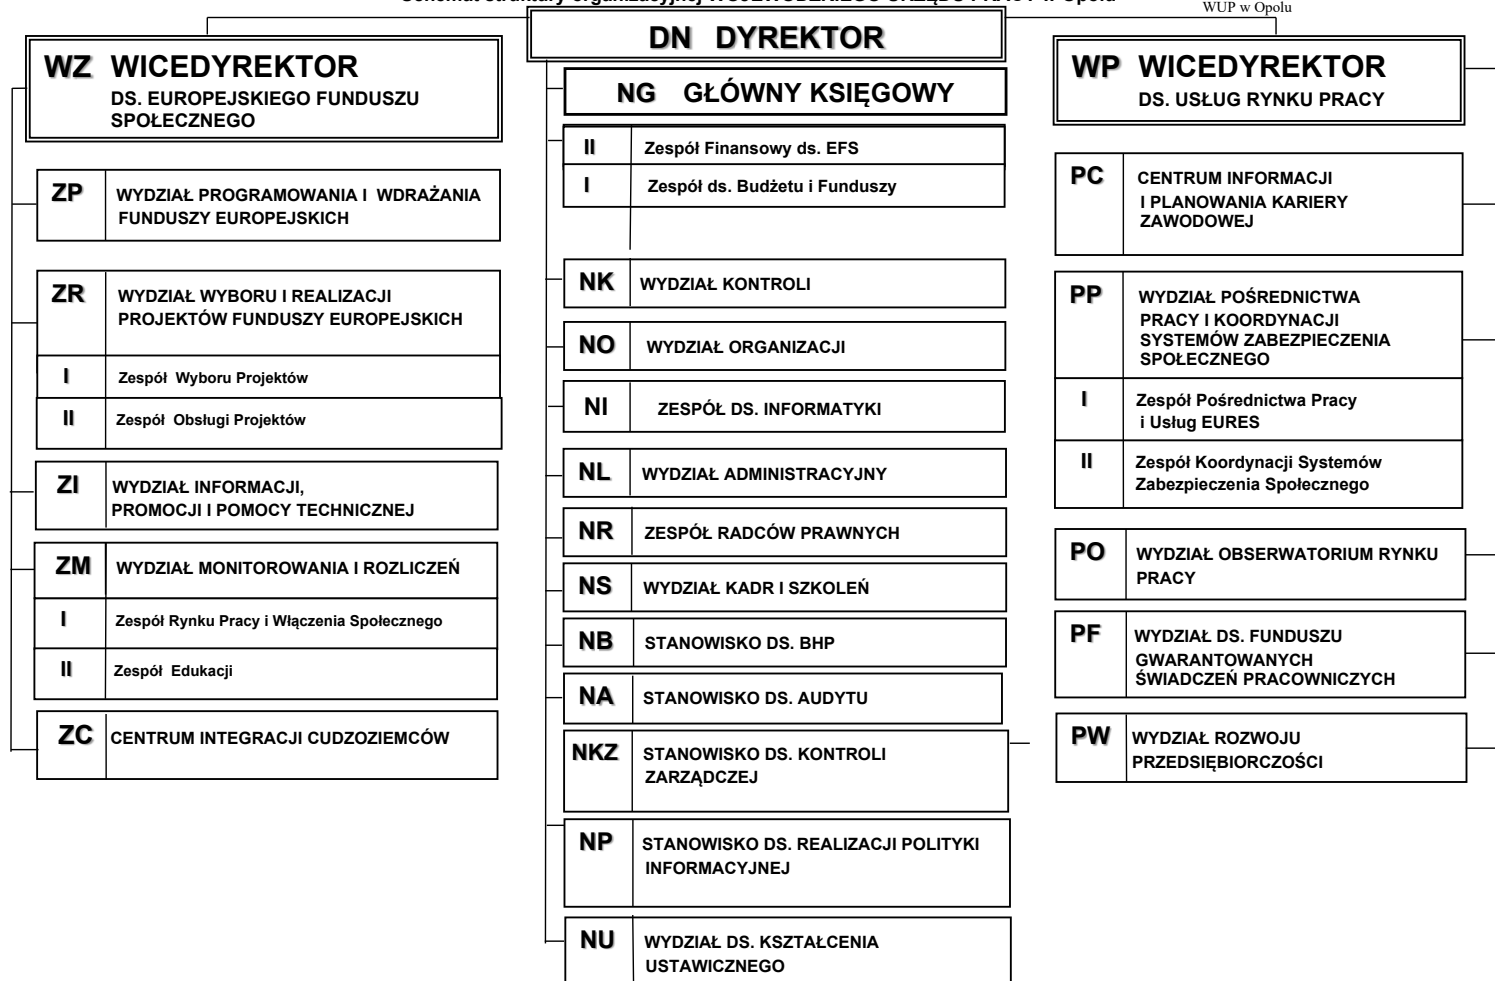 WUP w Opolu
DN DYREKTOR
WZ WICEDYREKTOR
DS. EUROPEJSKIEGO FUNDUSZU
SPOŁECZNEGO
ZP WYDZIAŁ PROGRAMOWANIA I WDRAŻANIA
FUNDUSZY EUROPEJSKICH
ZR WYDZIAŁ WYBORU I REALIZACJI
PROJEKTÓW FUNDUSZY EUROPEJSKICH
I Zespół Wyboru Projektów
II Zespół Obsługi Projektów
ZI WYDZIAŁ INFORMACJI,
PROMOCJI I POMOCY TECHNICZNEJ
ZM WYDZIAŁ MONITOROWANIA I ROZLICZEŃ
I Zespół Rynku Pracy i Włączenia Społecznego
II Zespół Edukacji
ZC CENTRUM INTEGRACJI CUDZOZIEMCÓW
NG GŁÓWNY KSIĘGOWY
II Zespół Finansowy ds. EFS
I Zespół ds. Budżetu i Funduszy
NK WYDZIAŁ KONTROLI
NO WYDZIAŁ ORGANIZACJI
NI ZESPÓŁ DS. INFORMATYKI
NL WYDZIAŁ ADMINISTRACYJNY
NR ZESPÓŁ RADCÓW PRAWNYCH
NS WYDZIAŁ KADR I SZKOLEŃ
NB STANOWISKO DS. BHP
NA STANOWISKO DS. AUDYTU
NKZ STANOWISKO DS. KONTROLI
ZARZĄDCZEJ
NP STANOWISKO DS. REALIZACJI POLITYKI
INFORMACYJNEJ
NU WYDZIAŁ DS. KSZTAŁCENIA
USTAWICZNEGO
WP WICEDYREKTOR
DS. USŁUG RYNKU PRACY
PC CENTRUM INFORMACJI
I PLANOWANIA KARIERY
ZAWODOWEJ
PP WYDZIAŁ POŚREDNICTWA
PRACY I KOORDYNACJI
SYSTEMÓW ZABEZPIECZENIA
SPOŁECZNEGO
I Zespół Pośrednictwa Pracy
i Usług EURES
II Zespół Koordynacji Systemów
Zabezpieczenia Społecznego
PO WYDZIAŁ OBSERWATORIUM RYNKU
PRACY
PF WYDZIAŁ DS. FUNDUSZU
GWARANTOWANYCH
ŚWIADCZEŃ PRACOWNICZYCH
PW WYDZIAŁ ROZWOJU
PRZEDSIĘBIORCZOŚCI